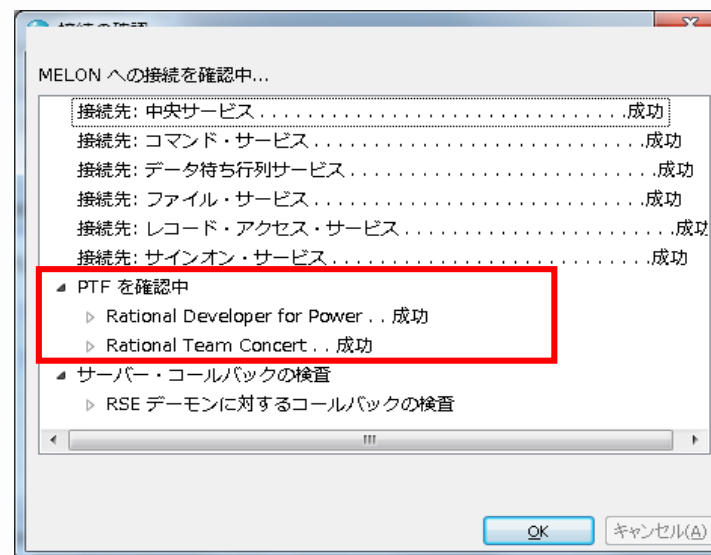 接続の確認
MELON への接続を確認中...
接続先: 中央サービス . . . . . . . . . . . . . . . . . . . . . . . . . . . . . . . .成功
接続先: コマンド・サービス . . . . . . . . . . . . . . . . . . . . . . . . . . . . .成功
接続先: データ待ち行列サービス . . . . . . . . . . . . . . . . . . . . . . . . . . .成功
接続先: ファイル・サービス . . . . . . . . . . . . . . . . . . . . . . . . . . . . .成功
接続先: レコード・アクセス・サービス . . . . . . . . . . . . . . . . . . . . . . . .成功
接続先: サインオン・サービス . . . . . . . . . . . . . . . . . . . . . . . . . . . .成功
PTF を確認中
Rational Developer for Power . . 成功
Rational Team Concert . . 成功
サーバー・コールバックの検査
RSE デーモンに対するコールバックの検査
OK キャンセル(A)